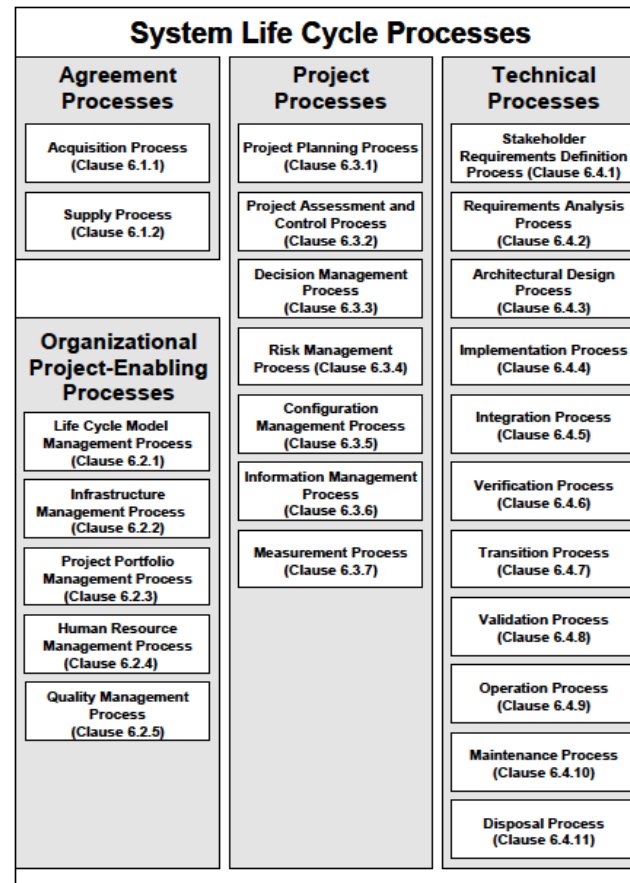 System Life Cycle Processes
Agreement
Processes
Acquisition Process
(Clause 6.1.1)
Supply Process
(Clause 6.1.2)
Organizational
Project-Enabling
Processes
Life Cycle Model
Management Process
(Clause 6.2.1)
Infrastructure
Management Process
(Clause 6.2.2)
Project Portfolio
Management Process
(Clause 6.2.3)
Human Resource
Management Process
(Clause 6.2.4)
Quality Management
Process
(Clause 6.2.5)
Project
Processes
Project Planning Process
(Clause 6.3.1)
Project Assessment and
Control Process
(Clause 6.3.2)
Decision Management
Process
(Clause 6.3.3)
Risk Management
Process (Clause 6.3.4)
Configuration
Management Process
(Clause 6.3.5)
Information Management
Process
(Clause 6.3.6)
Measurement Process
(Clause 6.3.7)
Technical
Processes
Stakeholder
Requirements Definition
Process (Clause 6.4.1)
Requirements Analysis
Process
(Clause 6.4.2)
Architectural Design
Process
(Clause 6.4.3)
Implementation Process
(Clause 6.4.4)
Integration Process
(Clause 6.4.5)
Verification Process
(Clause 6.4.6)
Transition Process
(Clause 6.4.7)
Validation Process
(Clause 6.4.8)
Operation Process
(Clause 6.4.9)
Maintenance Process
(Clause 6.4.10)
Disposal Process
(Clause 6.4.11)